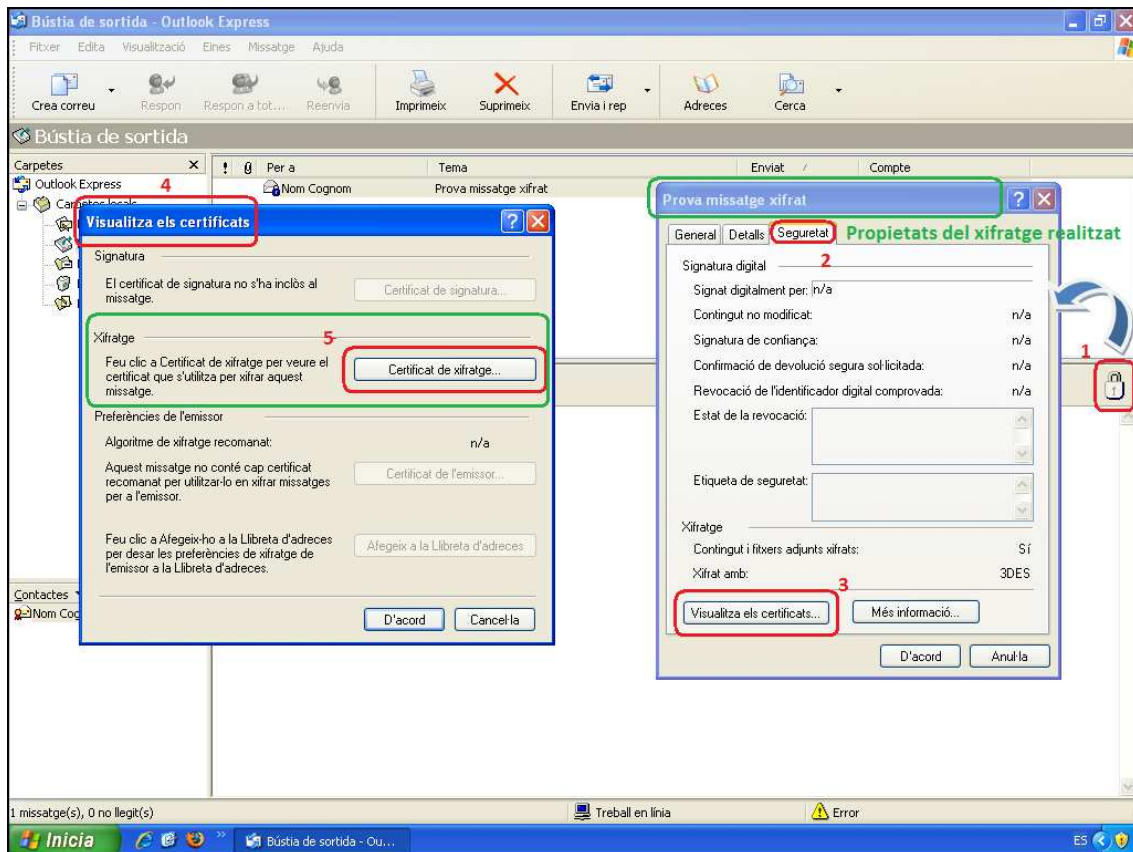 Bústia de sortida - Outlook Express
Fitxer Edita Visualització Eines Missatge Ajuda
Crea correu Respon Respon a tot... Reenvia Imprimeix Suprimeix Envia i rep Adreces Cerca
Bústia de sortida
Carpetes
Outlook Express
Carpetes locals
! Per a Tema Enviat Compte
Nom Cognom Prova missatge xifrat
4
Visualitza els certificats
Signatura
El certificat de signatura no s'ha inclòs al
missatge.
Certificat de signatura...
Xifratge
5
Feu clic a Certificat de xifratge per veure el
certificat que s'utilitza per xifrar aquest
missatge.
Certificat de xifratge...
Preferències de l'emissor
Algoritme de xifratge recomanat: n/a
Aquest missatge no conté cap certificat
recomanat per utilitzar-lo en xifrar missatges
per a l'emissor.
Certificat de l'emissor...
Feu clic a Afegeix-ho a la Llibreta d'adreces
per desar les preferències de xifratge de
l'emissor a la Llibreta d'adreces.
Afegeix a la Llibreta d'adreces
D'acord Cancel·la
Prova missatge xifrat
General Detalls Seguretat
Propietats del xifratge realitzat
2
Signatura digital
Signat digitalment per: n/a
Contingut no modificat: n/a
Signatura de confiança: n/a
Confirmació de devolució segura sol·licitada: n/a
Revocació de l'identificador digital comprovada: n/a
Estat de la revocació:
Etiqueta de seguretat:
Xifratge
Contingut i fitxers adjunts xifrats: Sí
Xifrat amb: 3DES
3
Visualitza els certificats... Més informació...
D'acord Anul·la
1
Contactes
Nom Cog
1 missatge(s), 0 no llegit(s) Treball en línia Error
Inicia Bústia de sortida - Ou... ES